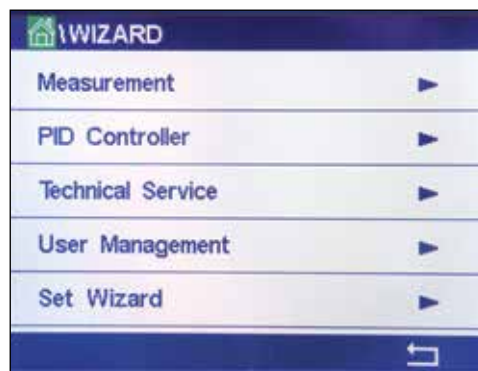 \WIZARD
Measurement
PID Controller
Technical Service
User Management
Set Wizard